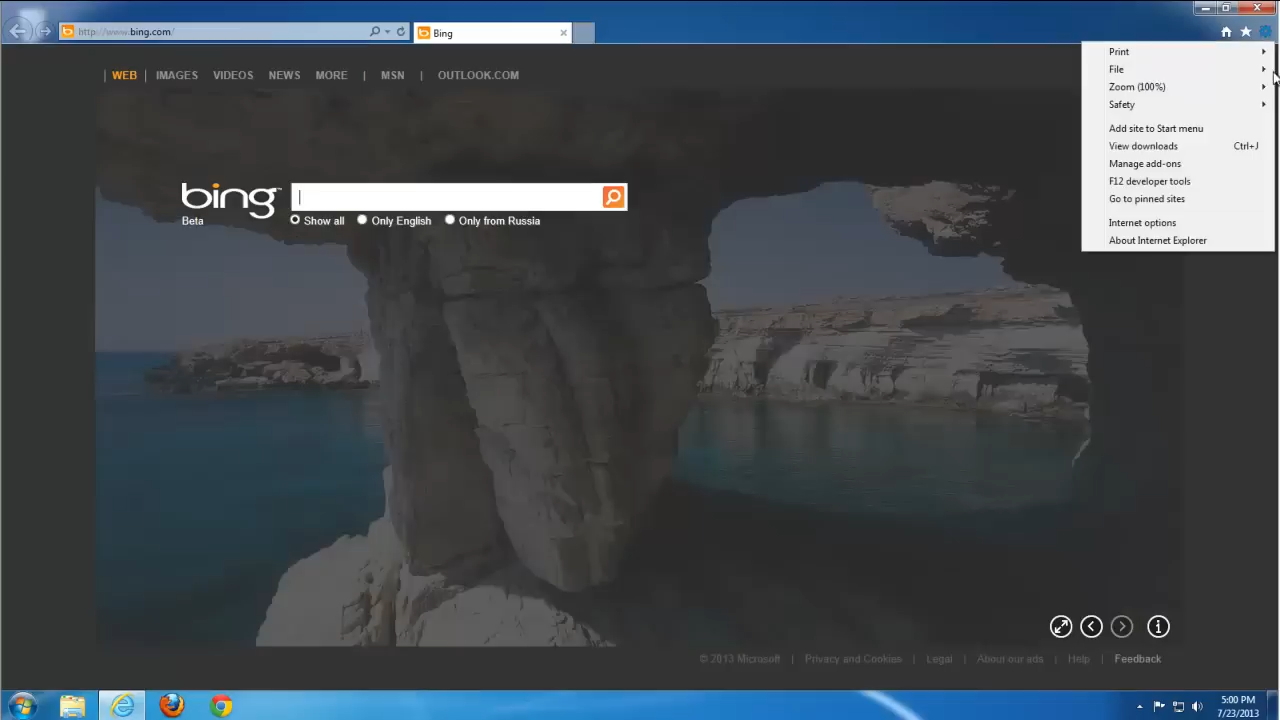 http://www.bing.com/
Bing
WEB | IMAGES VIDEOS NEWS MORE | MSN | OUTLOOK.COM
Print
File
Zoom (100%)
Safety
Add site to Start menu
View downloads Ctrl+J
Manage add-ons
F12 developer tools
Go to pinned sites
Internet options
About Internet Explorer
bing™
Beta
Show all Only English Only from Russia
© 2013 Microsoft | Privacy and Cookies | Legal | About our ads | Help | Feedback
5:00 PM
7/23/2013